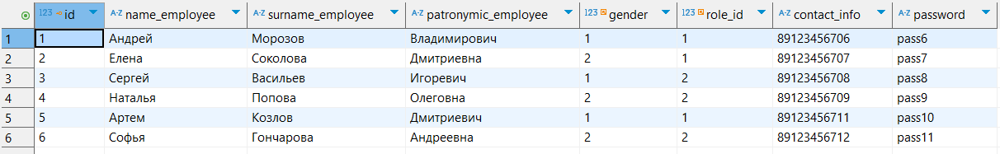 123 id A-Z name_employee A-Z surname_employee A-Z patronymic_employee 123 gender 123 role_id A-Z contact_info A-Z password
1 1 Андрей Морозов Владимирович 1 1 89123456706 pass6
2 2 Елена Соколова Дмитриевна 2 1 89123456707 pass7
3 3 Сергей Васильев Игоревич 1 2 89123456708 pass8
4 4 Наталья Попова Олеговна 2 2 89123456709 pass9
5 5 Артем Козлов Дмитриевич 1 1 89123456711 pass10
6 6 Софья Гончарова Андреевна 2 2 89123456712 pass11